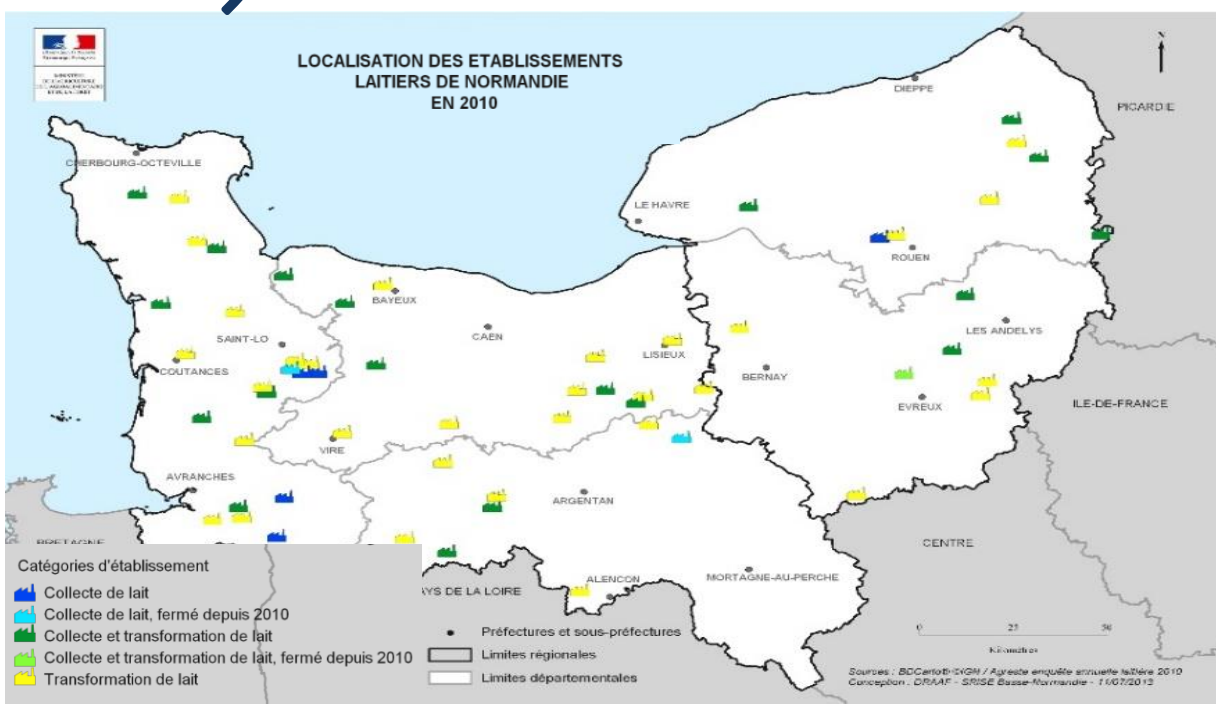 LOCALISATION DES ETABLISSEMENTS
LAITIERS DE NORMANDIE
EN 2010
N
DIEPPE
PICARDIE
CHERBOURG-OCTEVILLE
LE HAVRE
ROUEN
BAYEUX
CAEN
LES ANDELYS
SAINT-LO
LISIEUX
COUTANCES
BERNAY
EVREUX
ILE-DE-FRANCE
VIRE
AVRANCHES
ARGENTAN
BRETAGNE
CENTRE
ALENCON
MORTAGNE-AU-PERCHE
AYS DE LA LOIRE
Catégories d'établissement
Collecte de lait
Collecte de lait, fermé depuis 2010
Collecte et transformation de lait
Collecte et transformation de lait, fermé depuis 2010
Transformation de lait
Préfectures et sous-préfectures
Limites régionales
Limites départementales
0 25 50
Kilomètres
Sources : BDCarto® ©IGN / Agreste enquête annuelle laitière 2010
Conception : DRAAF - SRISE Basse-Normandie - 11/07/2013